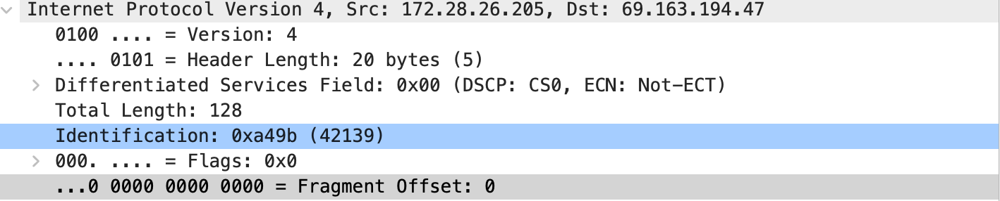 Internet Protocol Version 4, Src: 172.28.26.205, Dst: 69.163.194.47
0100 .... = Version: 4
.... 0101 = Header Length: 20 bytes (5)
Differentiated Services Field: 0x00 (DSCP: CS0, ECN: Not-ECT)
Total Length: 128
Identification: 0xa49b (42139)
000. .... = Flags: 0x0
...0 0000 0000 0000 = Fragment Offset: 0